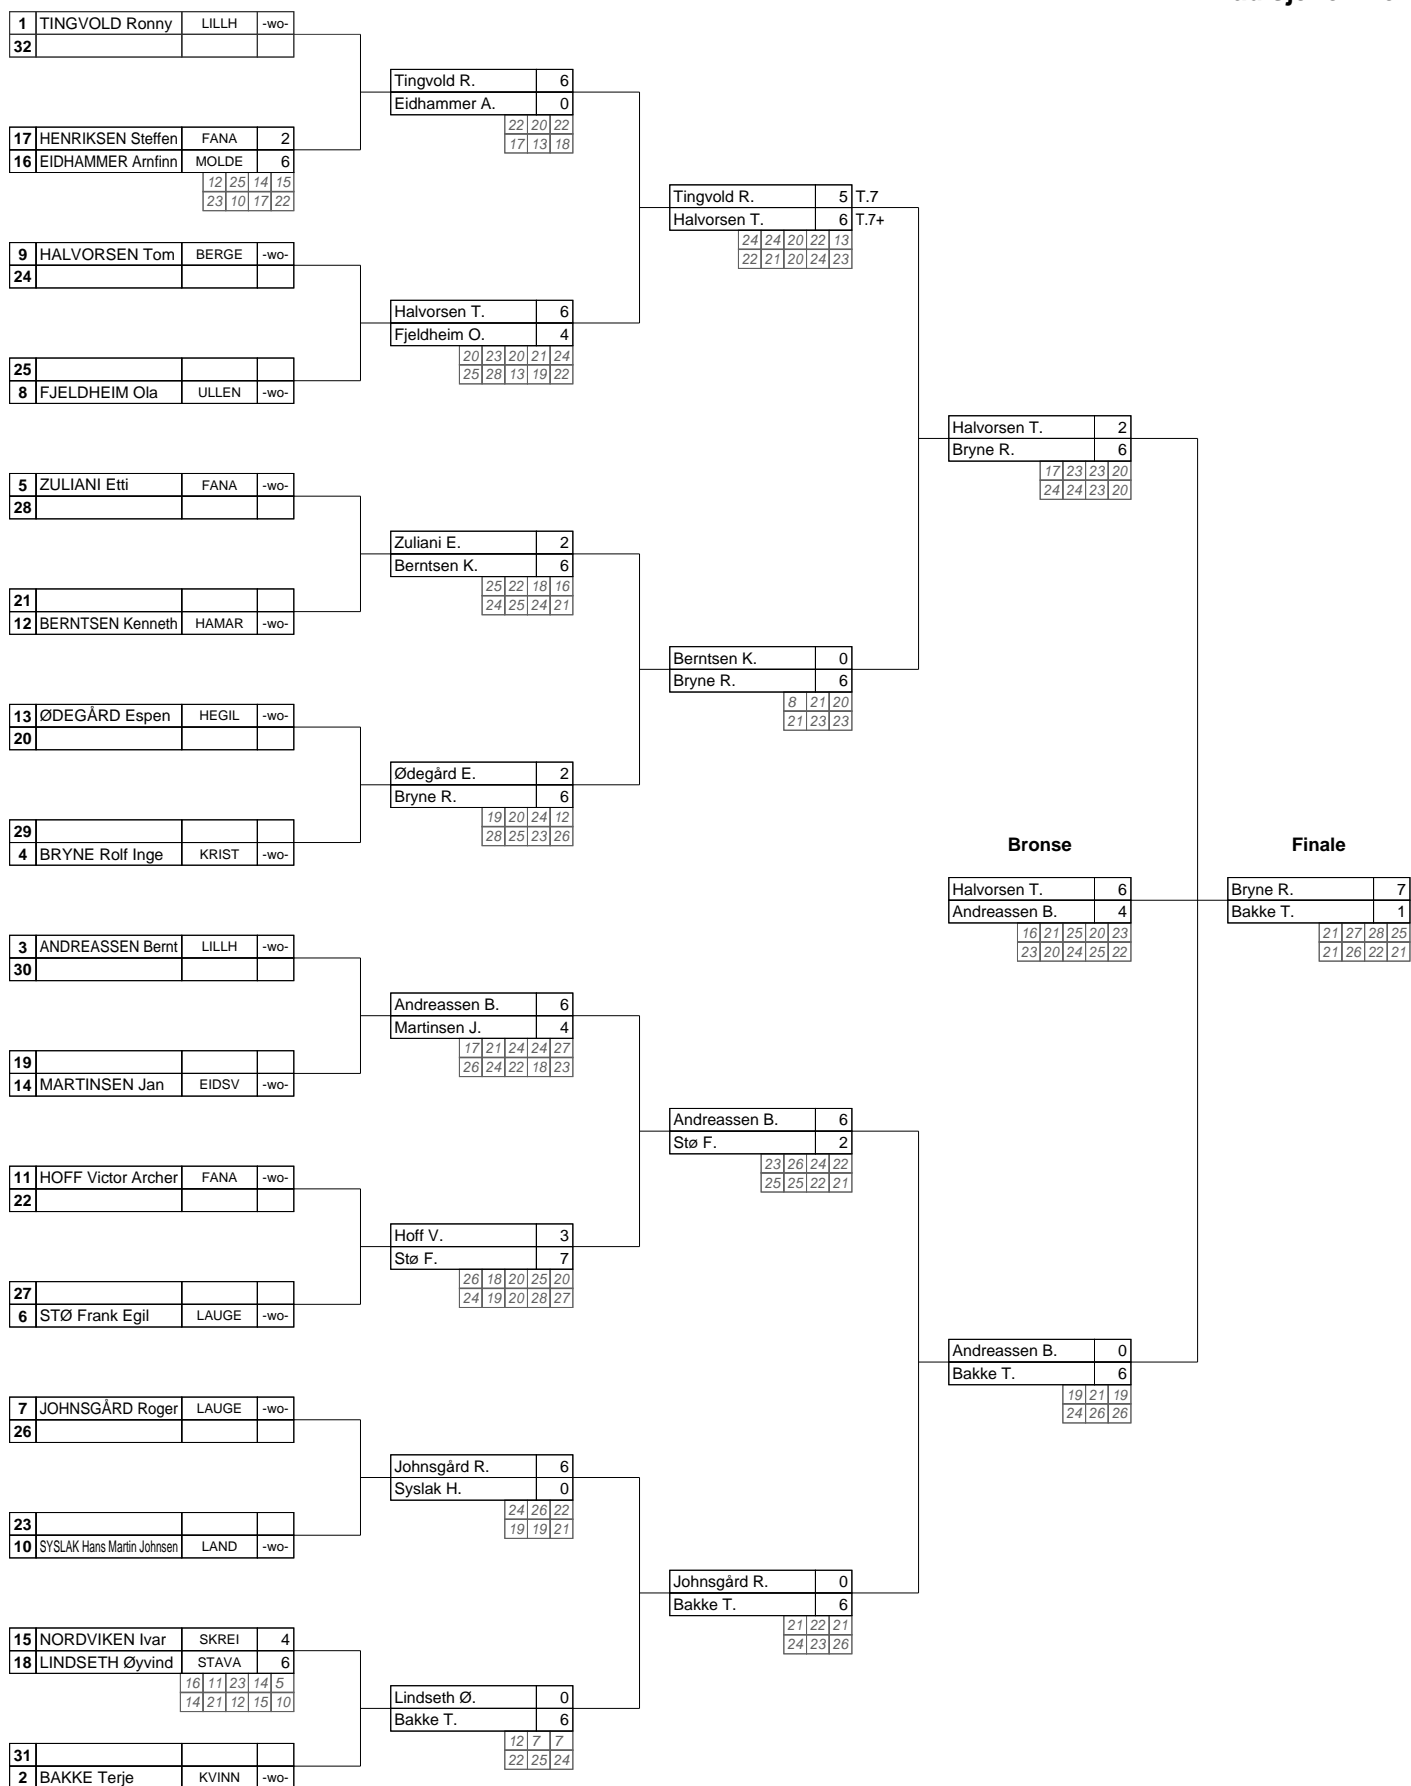 1 TINGVOLD Ronny LILLH -wo-
32
Tingvold R. 6
Eidhammer A. 0
22 20 22
17 13 18
17 HENRIKSEN Steffen FANA 2
16 EIDHAMMER Arnfinn MOLDE 6
12 25 14 15
23 10 17 22
Tingvold R. 5 T.7
Halvorsen T. 6 T.7+
24 24 20 22 13
22 21 20 24 23
9 HALVORSEN Tom BERGE -wo-
24
Halvorsen T. 6
Fjeldheim O. 4
20 23 20 21 24
25 28 13 19 22
25
8 FJELDHEIM Ola ULLEN -wo-
Halvorsen T. 2
Bryne R. 6
17 23 23 20
24 24 23 20
5 ZULIANI Etti FANA -wo-
28
Zuliani E. 2
Berntsen K. 6
25 22 18 16
24 25 24 21
21
12 BERNTSEN Kenneth HAMAR -wo-
Berntsen K. 0
Bryne R. 6
8 21 20
21 23 23
13 ØDEGÅRD Espen HEGIL -wo-
20
Ødegård E. 2
Bryne R. 6
19 20 24 12
28 25 23 26
29
4 BRYNE Rolf Inge KRIST -wo-
Bronse Finale
Halvorsen T. 6
Andreassen B. 4
16 21 25 20 23
23 20 24 25 22
Bryne R. 7
Bakke T. 1
21 27 28 25
21 26 22 21
3 ANDREASSEN Bernt LILLH -wo-
30
Andreassen B. 6
Martinsen J. 4
17 21 24 24 27
26 24 22 18 23
19
14 MARTINSEN Jan EIDSV -wo-
Andreassen B. 6
Stø F. 2
23 26 24 22
25 25 22 21
11 HOFF Victor Archer FANA -wo-
22
Hoff V. 3
Stø F. 7
26 18 20 25 20
24 19 20 28 27
27
6 STØ Frank Egil LAUGE -wo-
Andreassen B. 0
Bakke T. 6
19 21 19
24 26 26
7 JOHNSGÅRD Roger LAUGE -wo-
26
Johnsgård R. 6
Syslak H. 0
24 26 22
19 19 21
23
10 SYSLAK Hans Martin Johnsen LAND -wo-
Johnsgård R. 0
Bakke T. 6
21 22 21
24 23 26
15 NORDVIKEN Ivar SKREI 4
18 LINDSETH Øyvind STAVA 6
16 11 23 14 5
14 21 12 15 10
Lindseth Ø. 0
Bakke T. 6
12 7 7
22 25 24
31
2 BAKKE Terje KVINN -wo-